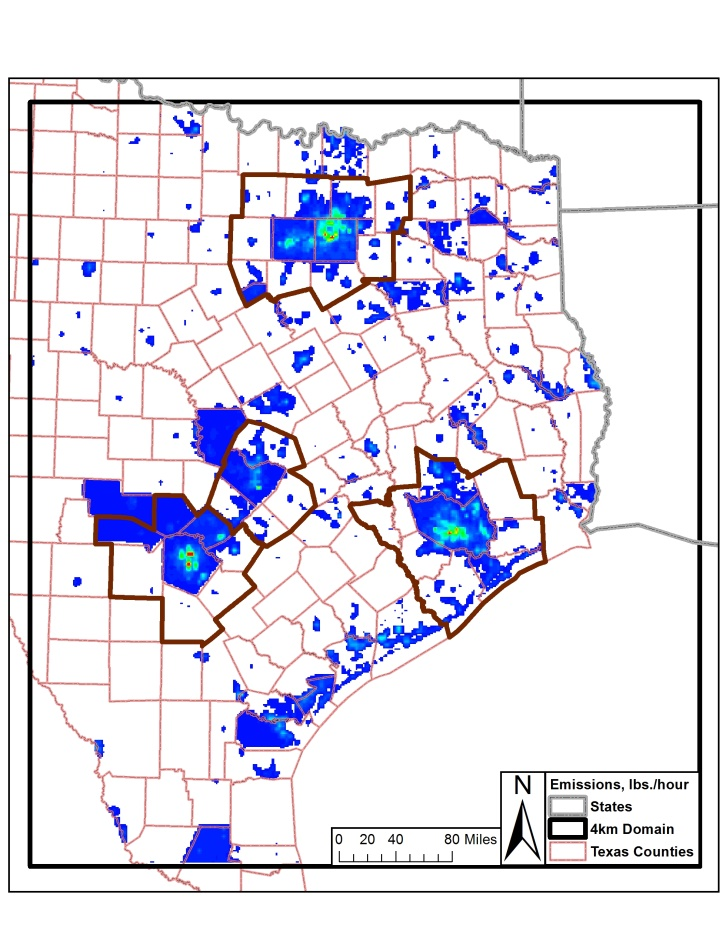 N
Emissions, lbs./hour
States
4km Domain
Texas Counties
0 20 40 80 Miles